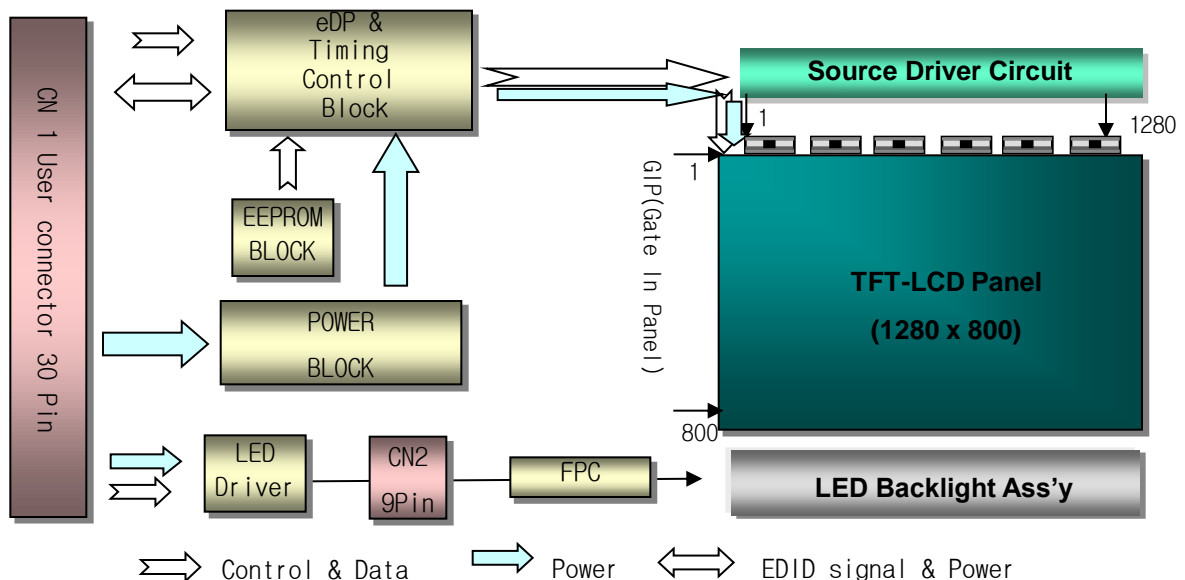 CN 1 User connector 30 Pin
eDP &
Timing
Control
Block
Source Driver Circuit
1
1280
EEPROM
BLOCK
GIP(Gate In Panel)
1
800
TFT-LCD Panel
(1280 x 800)
POWER
BLOCK
LED
Driver
CN2
9Pin
FPC
LED Backlight Ass’y
Control & Data
Power
EDID signal & Power